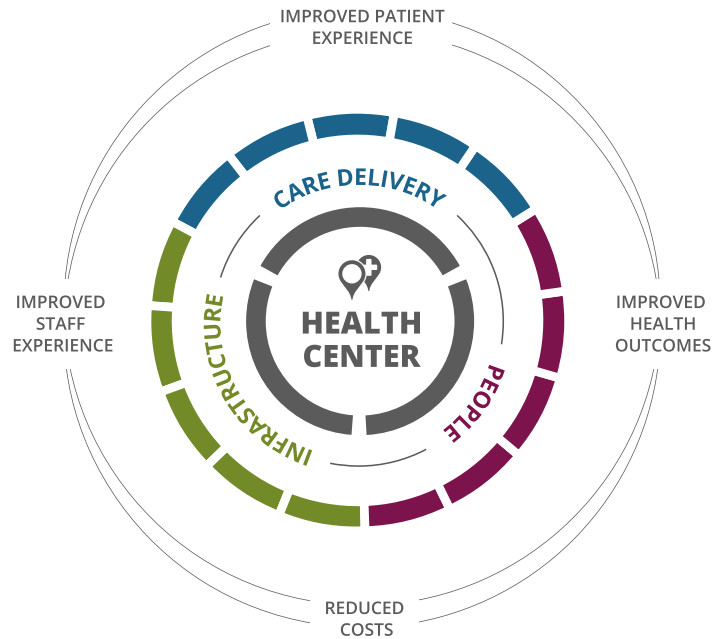 IMPROVED PATIENT
EXPERIENCE
CARE DELIVERY
IMPROVED
STAFF
EXPERIENCE
INFRASTRUCTURE
HEALTH
CENTER
PEOPLE
IMPROVED
HEALTH
OUTCOMES
REDUCED
COSTS